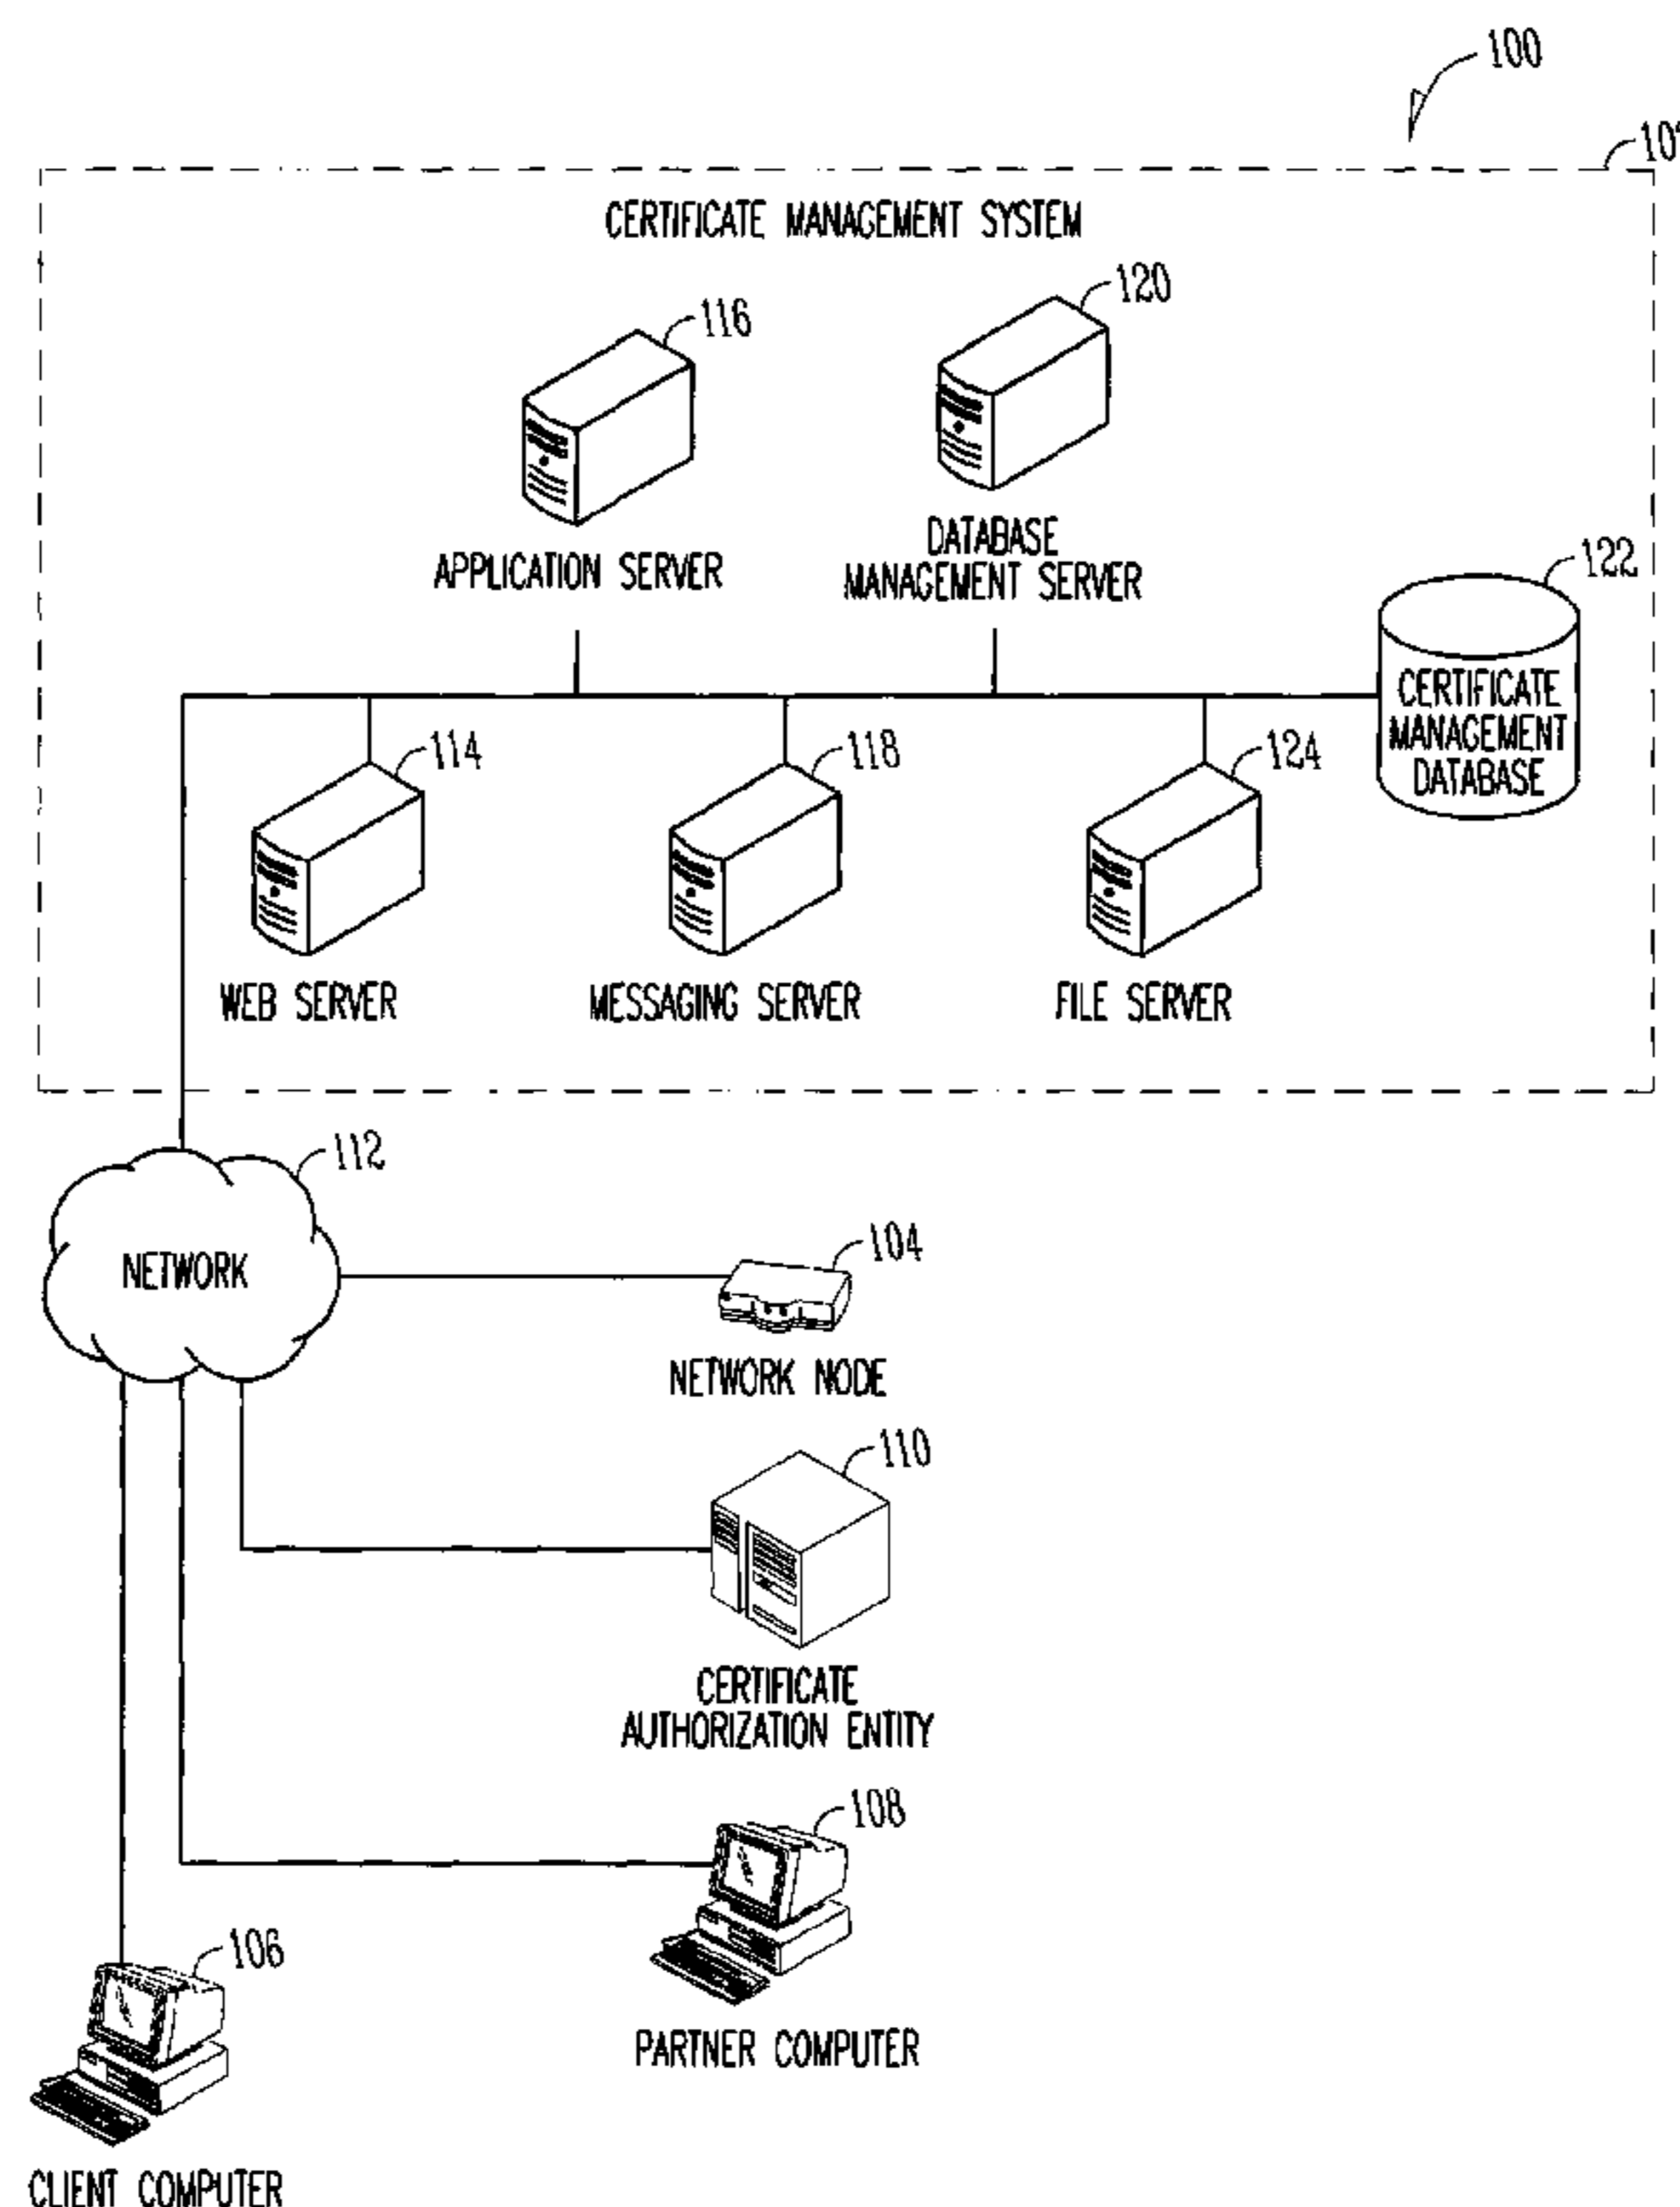 100
CERTIFICATE MANAGEMENT SYSTEM
116
120
APPLICATION SERVER
DATABASE
MANAGEMENT SERVER
122
CERTIFICATE
MANAGEMENT
DATABASE
114
118
124
WEB SERVER
MESSAGING SERVER
FILE SERVER
112
NETWORK
104
NETWORK NODE
110
CERTIFICATE
AUTHORIZATION ENTITY
108
PARTNER COMPUTER
106
CLIENT COMPUTER